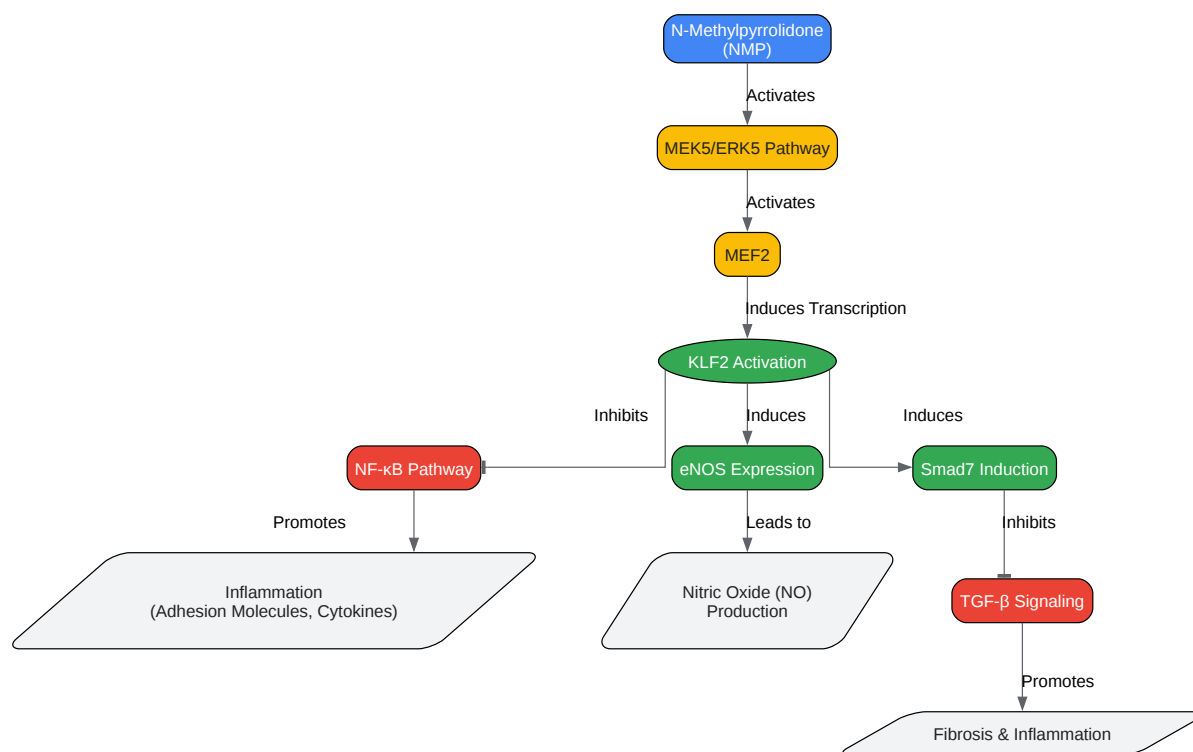 N-Methylpyrrolidone
(NMP)
Activates
MEK5/ERK5 Pathway
Activates
MEF2
Induces Transcription
KLF2 Activation
Inhibits
Induces
Induces
NF-κB Pathway
eNOS Expression
Smad7 Induction
Promotes
Leads to
Inhibits
Inflammation
(Adhesion Molecules, Cytokines)
Nitric Oxide (NO)
Production
TGF-β Signaling
Promotes
Fibrosis & Inflammation